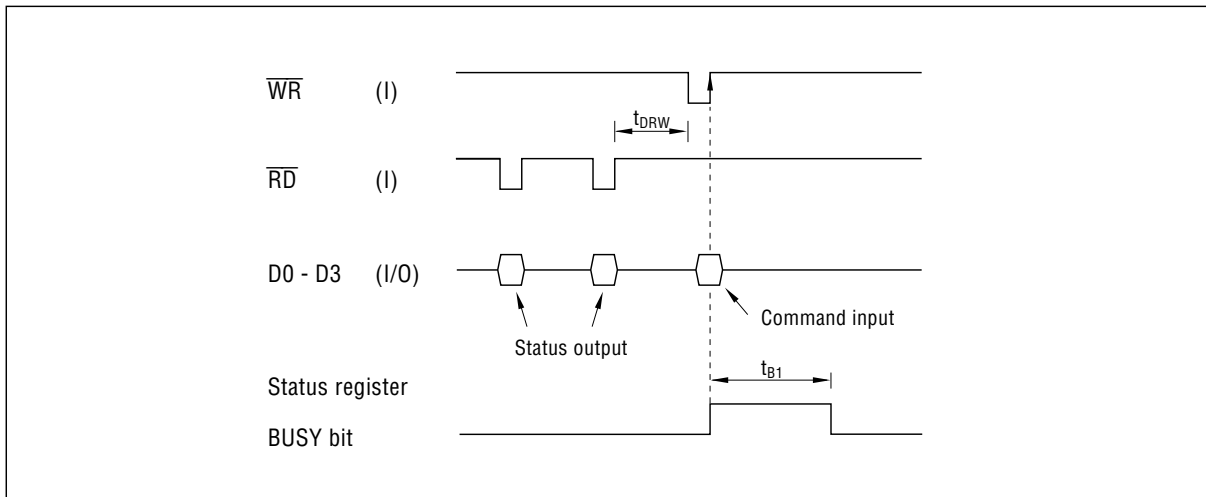 WR (I)
tDRW
RD (I)
D0 - D3 (I/O)
Command input
Status output
tB1
Status register
BUSY bit